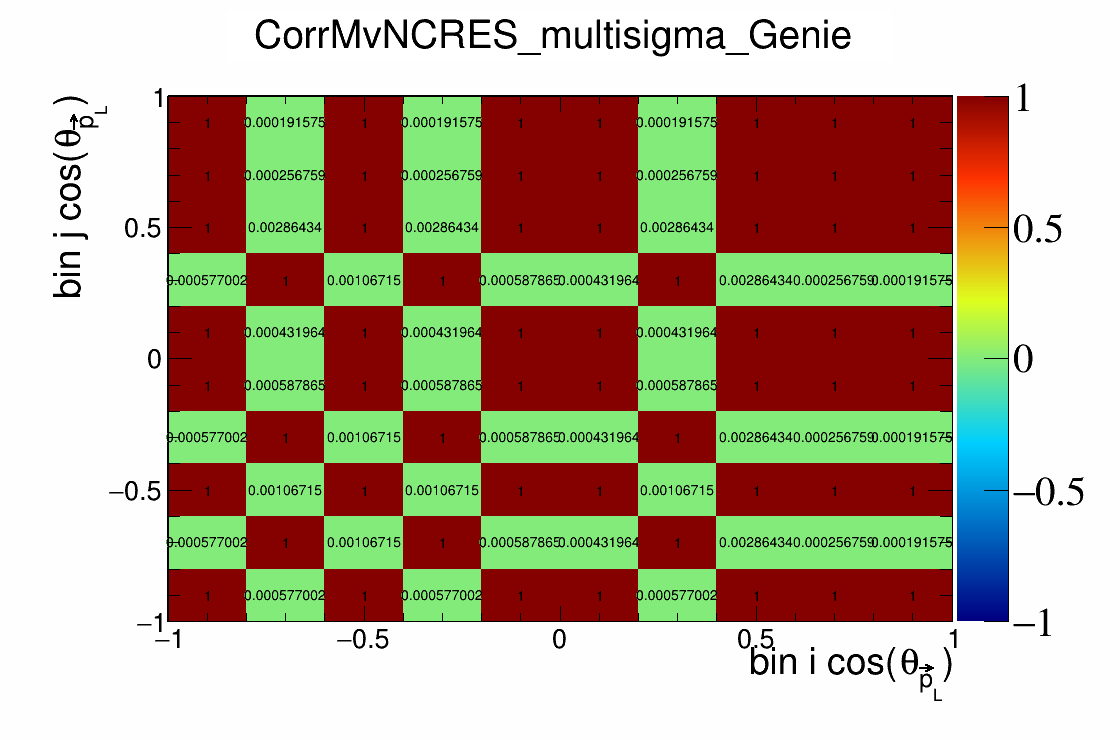 CorrMvNCRES_multisigma_Genie
bin j cos(θ_p⃗_L)
1 0.000191575 1 0.000191575 1 1 0.000191575 1 1 1
1 0.000256759 1 0.000256759 1 1 0.000256759 1 1 1
1 0.00286434 1 0.00286434 1 1 0.00286434 1 1 1
0.000577002 1 0.00106715 1 0.000587865 0.000431964 1 0.00286434 0.000256759 0.000191575
1 0.000431964 1 0.000431964 1 1 0.000431964 1 1 1
1 0.000587865 1 0.000587865 1 1 0.000587865 1 1 1
0.000577002 1 0.00106715 1 0.000587865 0.000431964 1 0.00286434 0.000256759 0.000191575
1 0.00106715 1 0.00106715 1 1 0.00106715 1 1 1
0.000577002 1 0.00106715 1 0.000587865 0.000431964 1 0.00286434 0.000256759 0.000191575
1 0.000577002 1 0.000577002 1 1 0.000577002 1 1 1
1
0.5
0
−0.5
−1
−1 −0.5 0 0.5 1
bin i cos(θ_p⃗_L)
1
0.5
0
−0.5
−1